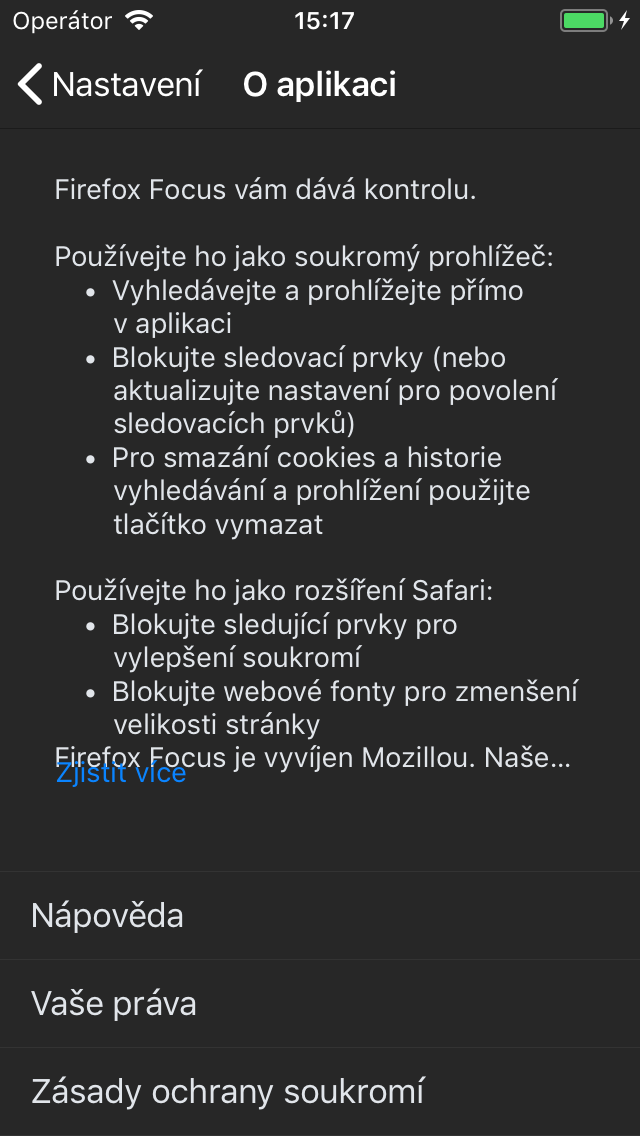 Operátor 15:17
Nastavení O aplikaci
Firefox Focus vám dává kontrolu.
Používejte ho jako soukromý prohlížeč:
• Vyhledávejte a prohlížejte přímo
v aplikaci
• Blokujte sledovací prvky (nebo
aktualizujte nastavení pro povolení
sledovacích prvků)
• Pro smazání cookies a historie
vyhledávání a prohlížení použijte
tlačítko vymazat
Používejte ho jako rozšíření Safari:
• Blokujte sledující prvky pro
vylepšení soukromí
• Blokujte webové fonty pro zmenšení
velikosti stránky
Firefox Focus je vyvíjen Mozillou. Naše…
Zjistit více
Nápověda
Vaše práva
Zásady ochrany soukromí